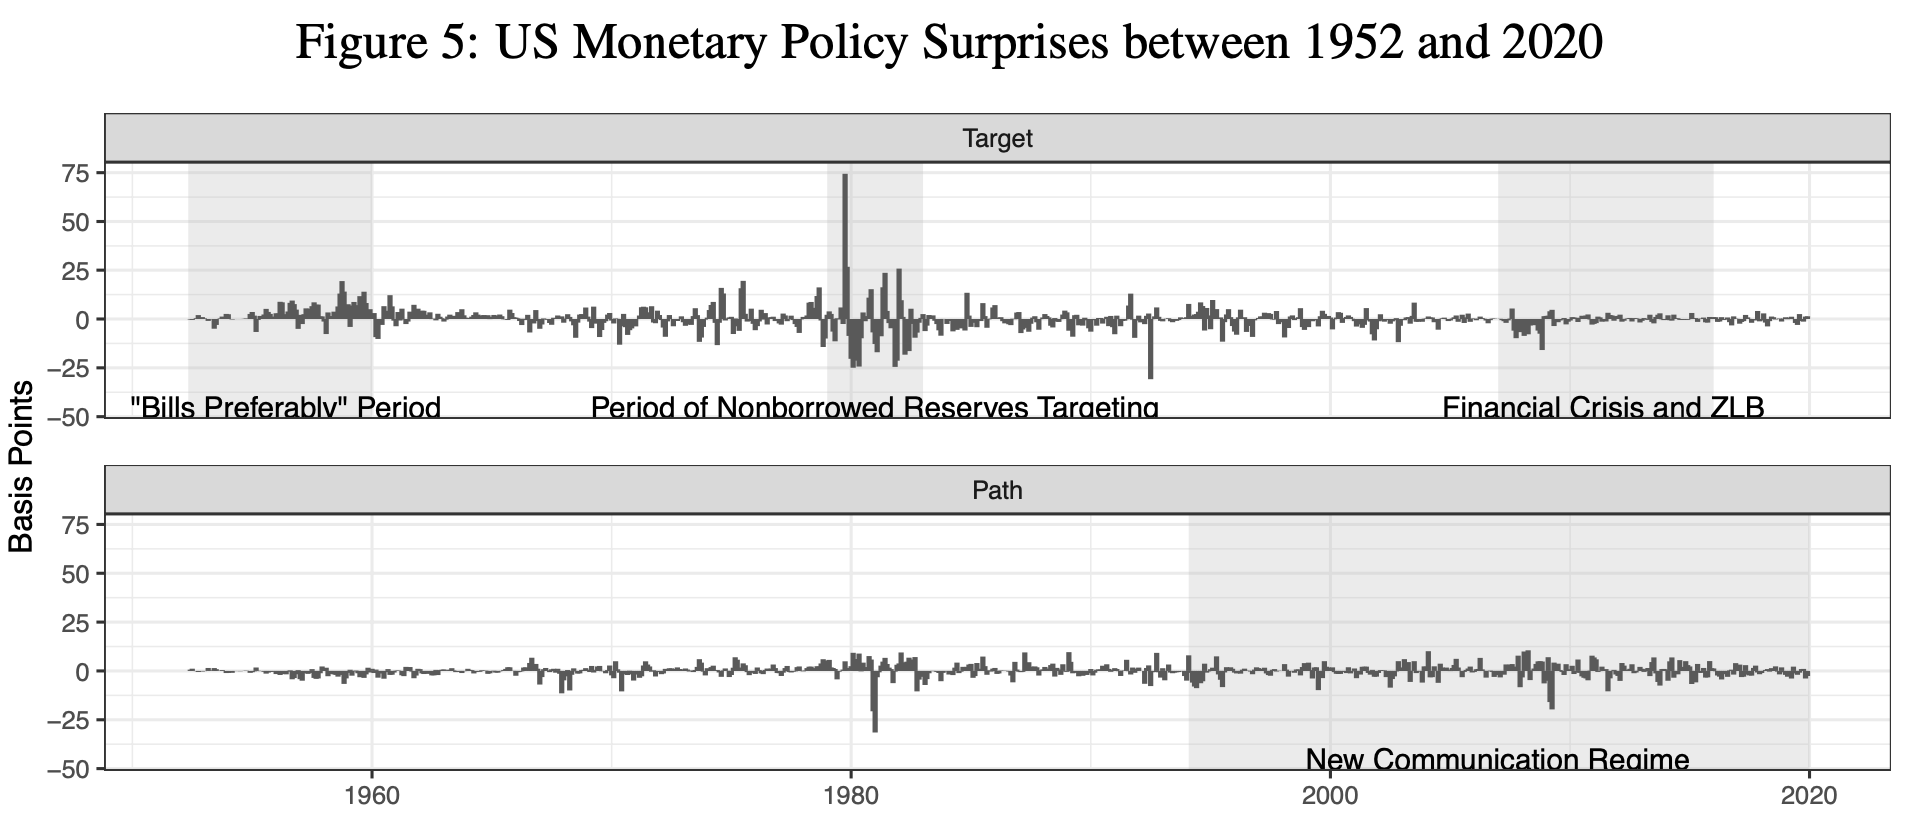 Figure 5: US Monetary Policy Surprises between 1952 and 2020
Target
75
50
25
0
−25
−50
"Bills Preferably" Period
Period of Nonborrowed Reserves Targeting
Financial Crisis and ZLB
Basis Points
Path
75
50
25
0
−25
−50
New Communication Regime
1960
1980
2000
2020